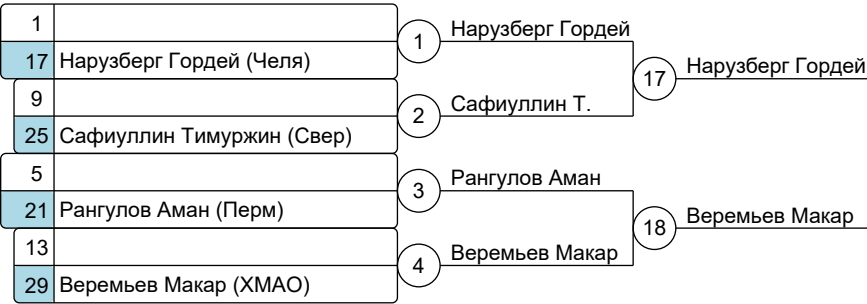 1
17 Нарузберг Гордей (Челя)
9
25 Сафиуллин Тимуржин (Свер)
5
21 Рангулов Аман (Перм)
13
29 Веремьев Макар (ХМАО)
1 Нарузберг Гордей
2 Сафиуллин Т.
3 Рангулов Аман
4 Веремьев Макар
17 Нарузберг Гордей
18 Веремьев Макар